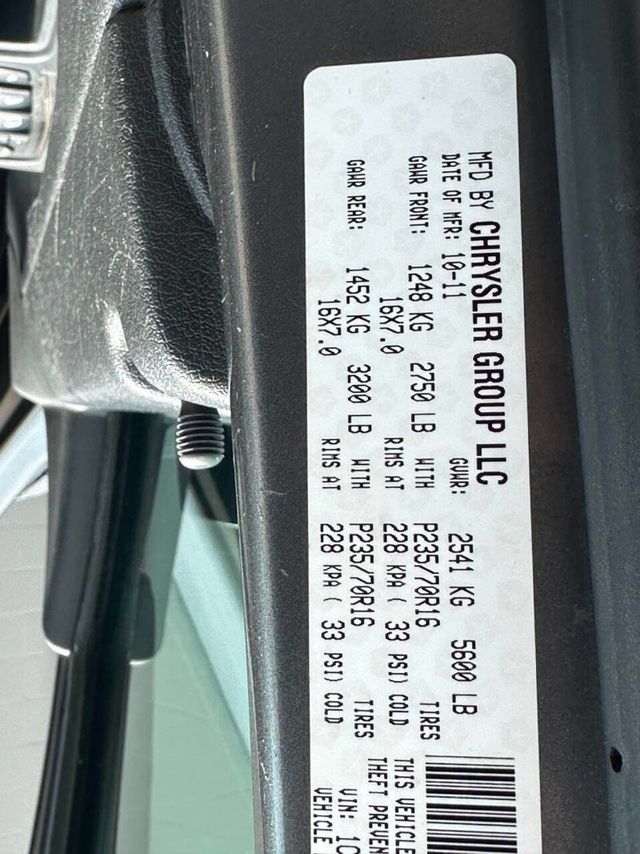 MFD BY CHRYSLER GROUP LLC
DATE OF MFR: 10-11 GVWR: 2541 KG 5600 LB
GAWR FRONT: 1248 KG 2750 LB WITH P235/70R16 TIRES
16X7.0 RIMS AT 228 KPA ( 33 PSI) COLD
GAWR REAR: 1452 KG 3200 LB WITH P235/70R16 TIRES
16X7.0 RIMS AT 228 KPA ( 33 PSI) COLD
THIS VEHICLE
THEFT PREVEN
VIN: 1C
VEHICLE